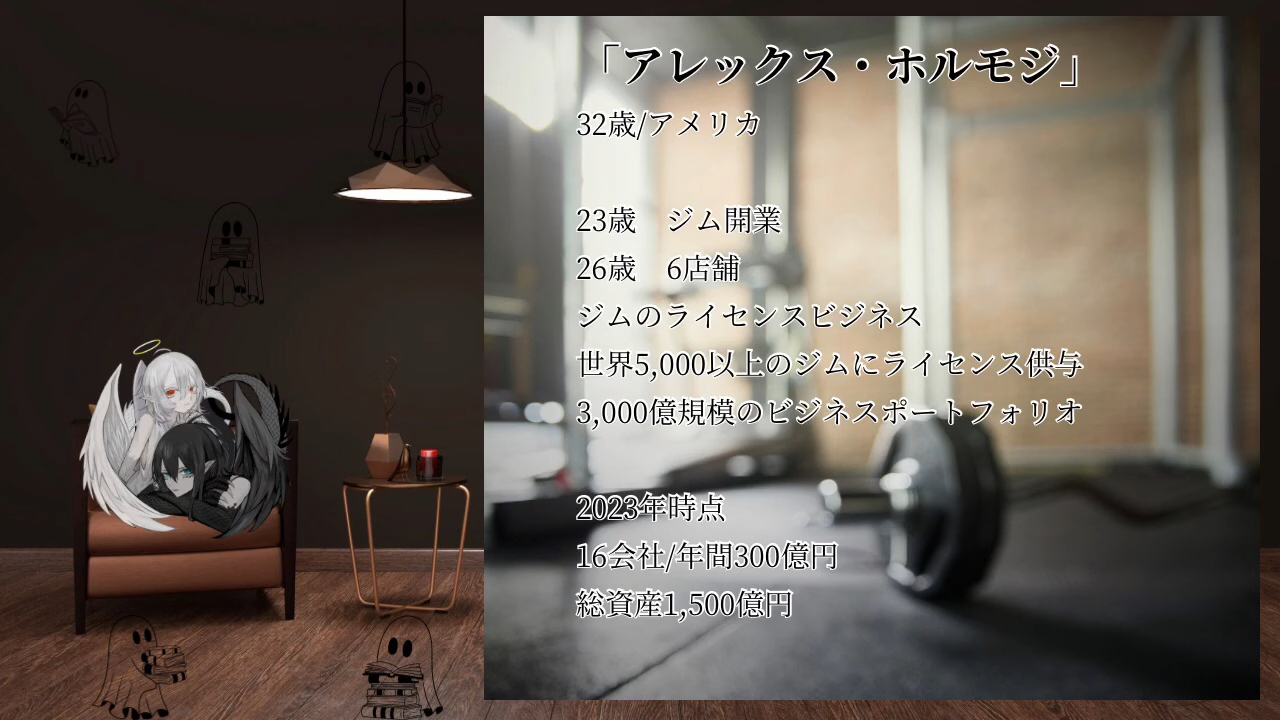 「アレックス・ホルモジ」
32歳/アメリカ
23歳　ジム開業
26歳　6店舗
ジムのライセンスビジネス
世界5,000以上のジムにライセンス供与
3,000億規模のビジネスポートフォリオ
2023年時点
16会社/年間300億円
総資産1,500億円